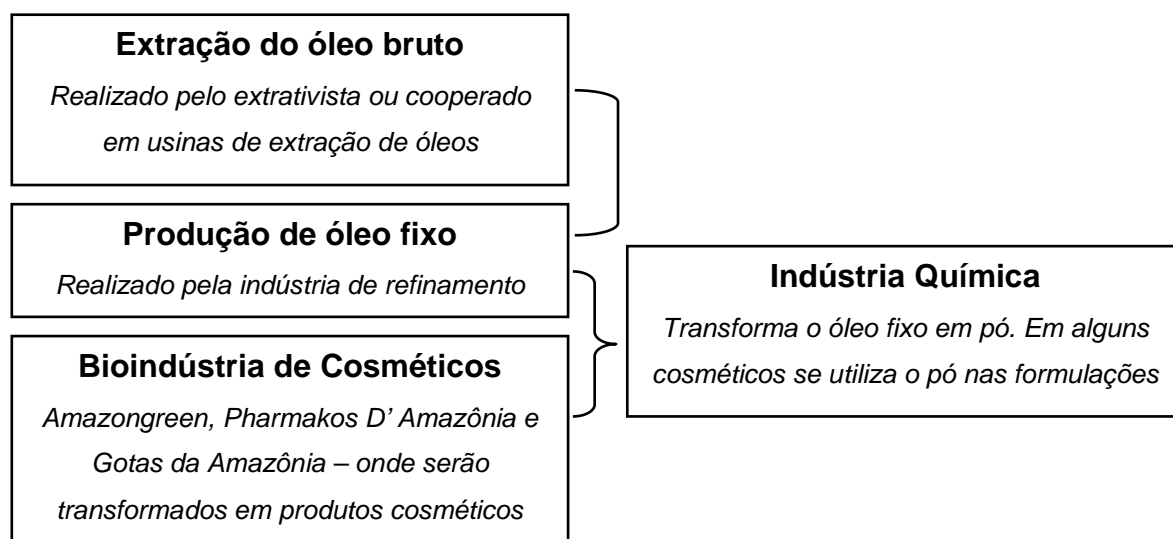 Extração do óleo bruto
Realizado pelo extrativista ou cooperado
em usinas de extração de óleos
Produção de óleo fixo
Realizado pela indústria de refinamento
Bioindústria de Cosméticos
Amazongreen, Pharmakos D’ Amazônia e
Gotas da Amazônia – onde serão
transformados em produtos cosméticos
Indústria Química
Transforma o óleo fixo em pó. Em alguns
cosméticos se utiliza o pó nas formulações